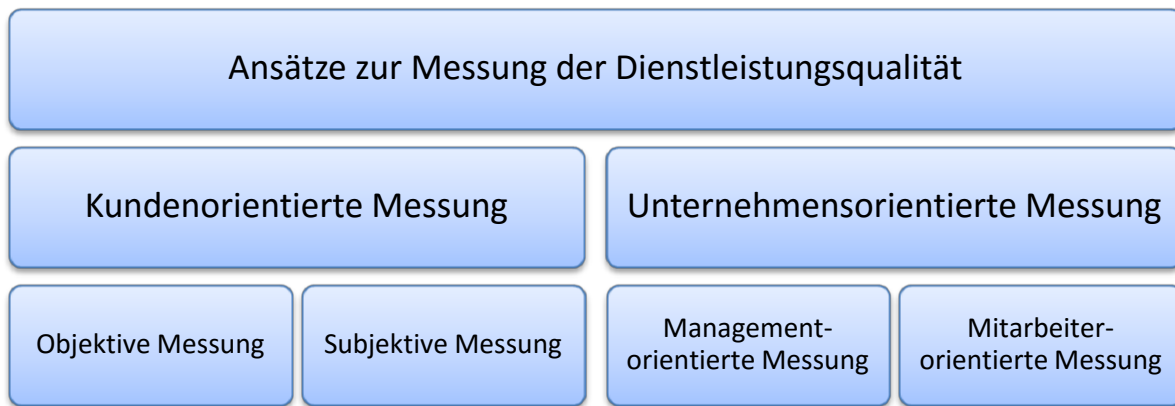 Ansätze zur Messung der Dienstleistungsqualität
Kundenorientierte Messung
Unternehmensorientierte Messung
Objektive Messung
Subjektive Messung
Management-
orientierte Messung
Mitarbeiter-
orientierte Messung